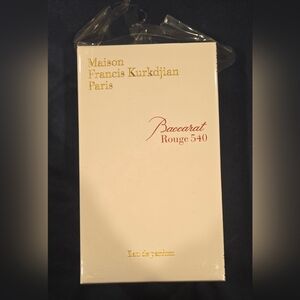 Maison
Francis Kurkdjian
Paris
Baccarat
Rouge 540
Eau de parfum